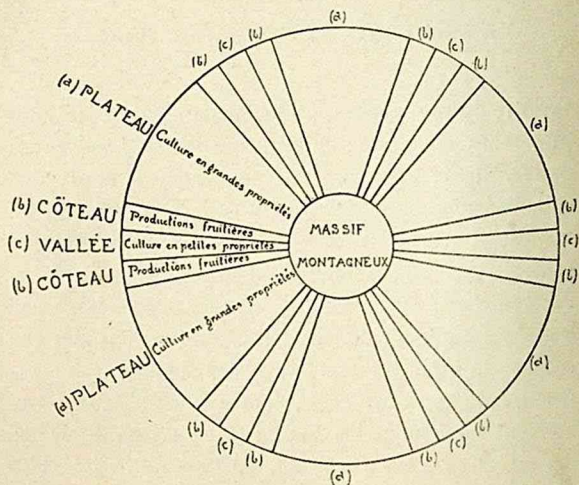 (a)
(b)
(c)
(b)
(b)
(c)
(b)
(a) PLATEAU
Culture en grandes propriétés
(a)
(b) CÔTEAU
Productions fruitières
(b)
(c) VALLÉE
Culture en petites propriétés
MASSIF
MONTAGNEUX
(c)
(b) CÔTEAU
Productions fruitières
(b)
(a) PLATEAU
Culture en grandes propriétés
(a)
(b)
(c)
(b)
(a)
(b)
(c)
(b)